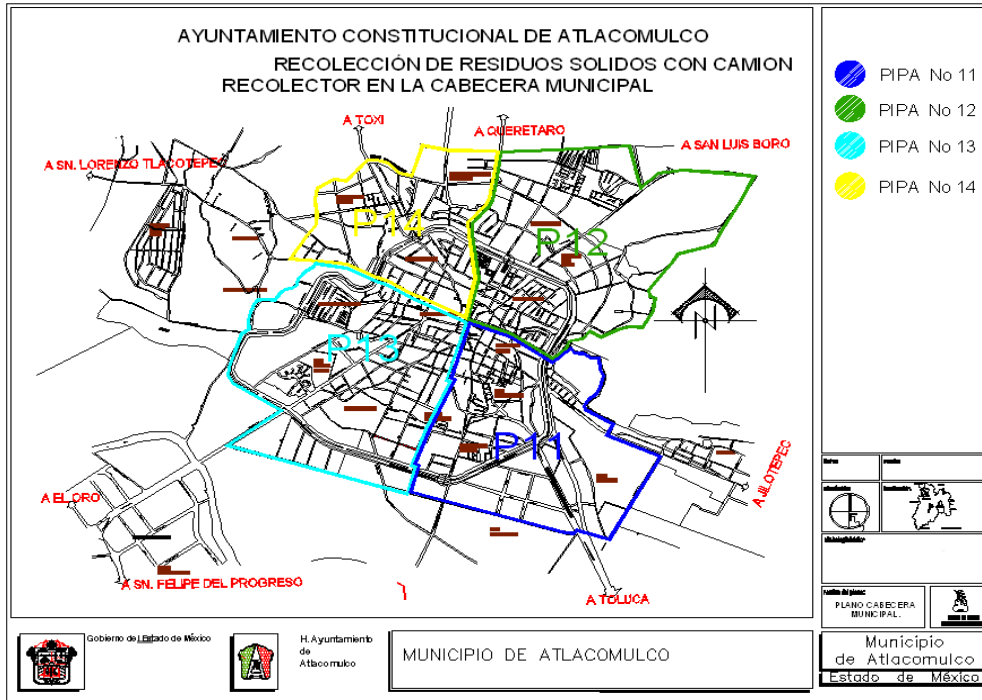 AYUNTAMIENTO CONSTITUCIONAL DE ATLACOMULCO
RECOLECCIÓN DE RESIDUOS SOLIDOS CON CAMION
RECOLECTOR EN LA CABECERA MUNICIPAL
PIPA No 11
PIPA No 12
PIPA No 13
PIPA No 14
A TOXI
A QUERETARO
A SAN LUIS BORO
A SN. LORENZO TLACOTEPEC
P14
P12
P13
P11
N
A JILOTEPEC
A EL ORO
A SN. FELIPE DEL PROGRESO
A TOLUCA
PLANO CABECERA
MUNICIPAL.
Gobierno del Estado de México
H. Ayuntamiento
de
Atlacomulco
MUNICIPIO DE ATLACOMULCO
Municipio
de Atlacomulco
Estado de México